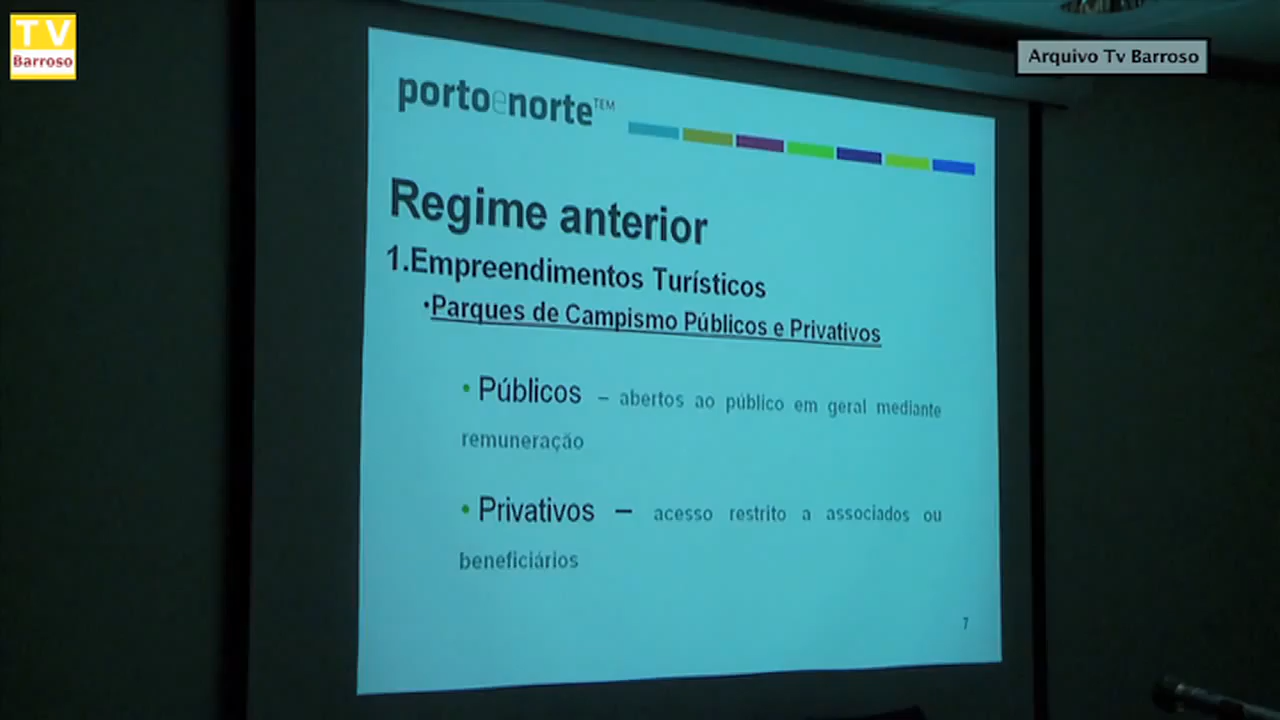 TV
Barroso
Arquivo Tv Barroso
portoenorte TEM
Regime anterior
1.Empreendimentos Turísticos
•Parques de Campismo Públicos e Privativos
• Públicos – abertos ao público em geral mediante
remuneração
• Privativos – acesso restrito a associados ou
beneficiários
7